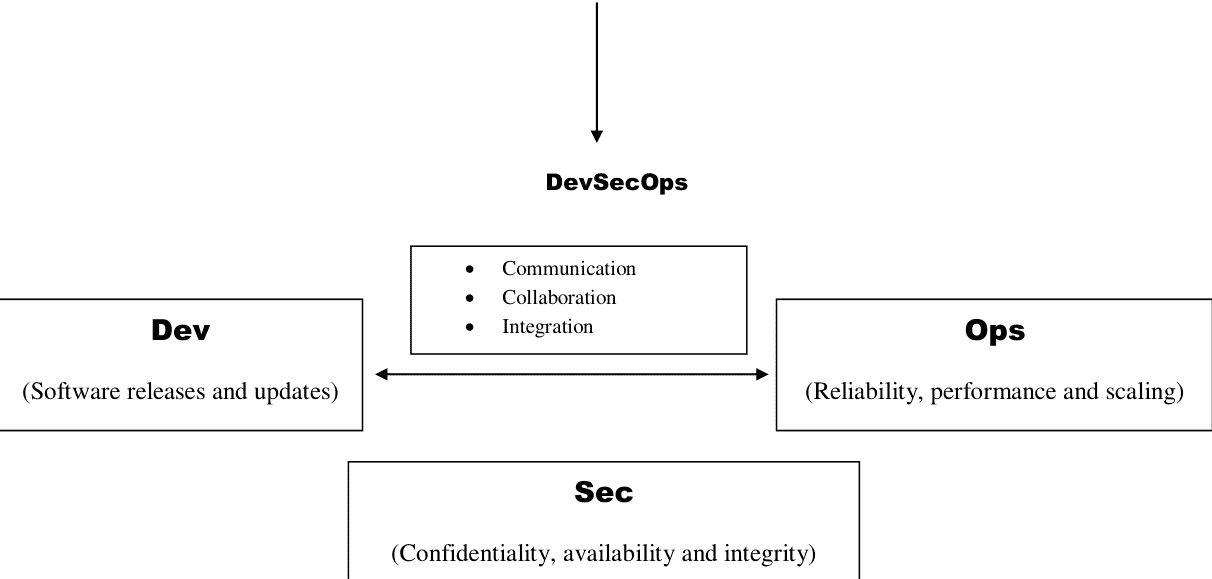 DevSecOps
• Communication
• Collaboration
• Integration
Dev
(Software releases and updates)
Ops
(Reliability, performance and scaling)
Sec
(Confidentiality, availability and integrity)